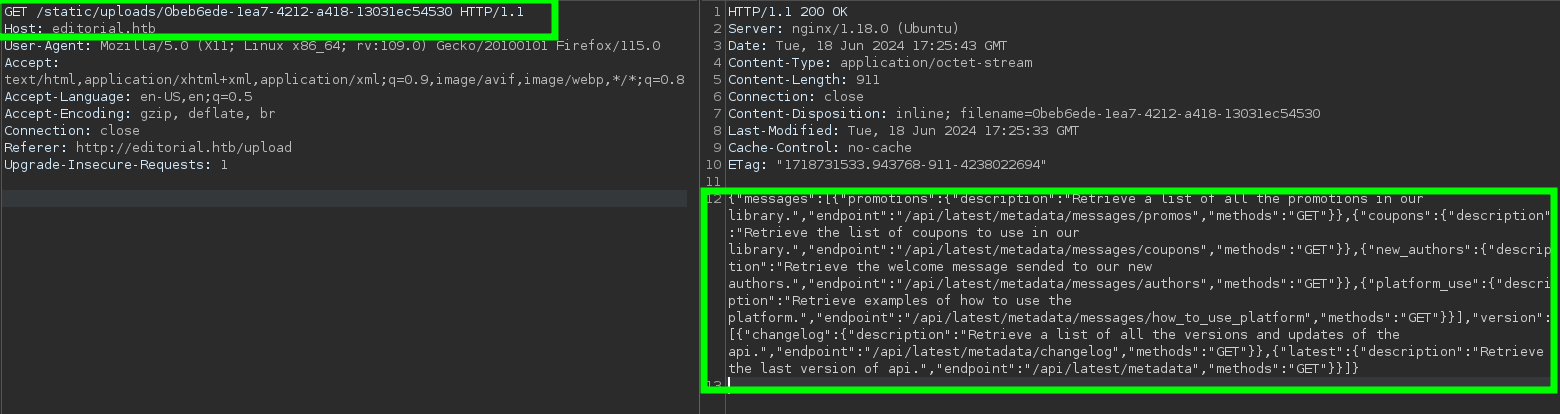 GET /static/uploads/0beb6ede-1ea7-4212-a418-13031ec54530 HTTP/1.1
Host: editorial.htb
User-Agent: Mozilla/5.0 (X11; Linux x86_64; rv:109.0) Gecko/20100101 Firefox/115.0
Accept:
text/html,application/xhtml+xml,application/xml;q=0.9,image/avif,image/webp,*/*;q=0.8
Accept-Language: en-US,en;q=0.5
Accept-Encoding: gzip, deflate, br
Connection: close
Referer: http://editorial.htb/upload
Upgrade-Insecure-Requests: 1
1 HTTP/1.1 200 OK
2 Server: nginx/1.18.0 (Ubuntu)
3 Date: Tue, 18 Jun 2024 17:25:43 GMT
4 Content-Type: application/octet-stream
5 Content-Length: 911
6 Connection: close
7 Content-Disposition: inline; filename=0beb6ede-1ea7-4212-a418-13031ec54530
8 Last-Modified: Tue, 18 Jun 2024 17:25:33 GMT
9 Cache-Control: no-cache
10 ETag: "1718731533.943768-911-4238022694"
11
12 {"messages":[{"promotions":{"description":"Retrieve a list of all the promotions in our
library.","endpoint":"/api/latest/metadata/messages/promos","methods":"GET"}},{"coupons":{"description"
:"Retrieve the list of coupons to use in our
library.","endpoint":"/api/latest/metadata/messages/coupons","methods":"GET"}},{"new_authors":{"descrip
tion":"Retrieve the welcome message sended to our new
authors.","endpoint":"/api/latest/metadata/messages/authors","methods":"GET"}},{"platform_use":{"descri
ption":"Retrieve examples of how to use the
platform.","endpoint":"/api/latest/metadata/messages/how_to_use_platform","methods":"GET"}}],"version":
[{"changelog":{"description":"Retrieve a list of all the versions and updates of the
api.","endpoint":"/api/latest/metadata/changelog","methods":"GET"}},{"latest":{"description":"Retrieve
the last version of api.","endpoint":"/api/latest/metadata","methods":"GET"}}]}
13